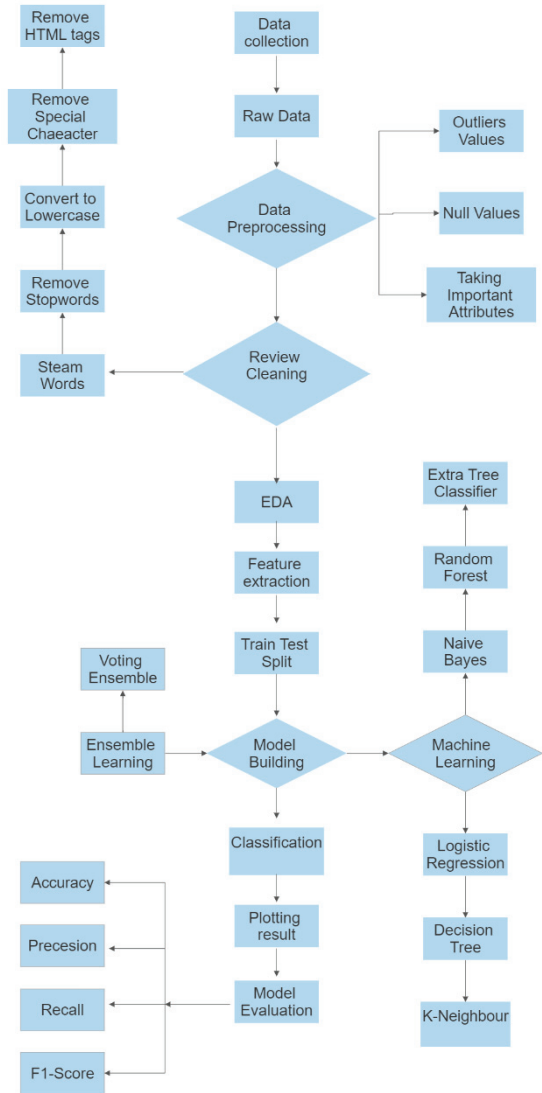 Remove
HTML tags
Data
collection
Remove
Special
Chaeacter
Raw Data
Outliers
Values
Convert to
Lowercase
Data
Preprocessing
Null Values
Remove
Stopwords
Taking
Important
Attributes
Steam
Words
Review
Cleaning
EDA
Extra Tree
Classifier
Feature
extraction
Random
Forest
Train Test
Split
Naive
Bayes
Voting
Ensemble
Ensemble
Learning
Model
Building
Machine
Learning
Classification
Logistic
Regression
Accuracy
Plotting
result
Decision
Tree
Precesion
Model
Evaluation
Recall
K-Neighbour
F1-Score